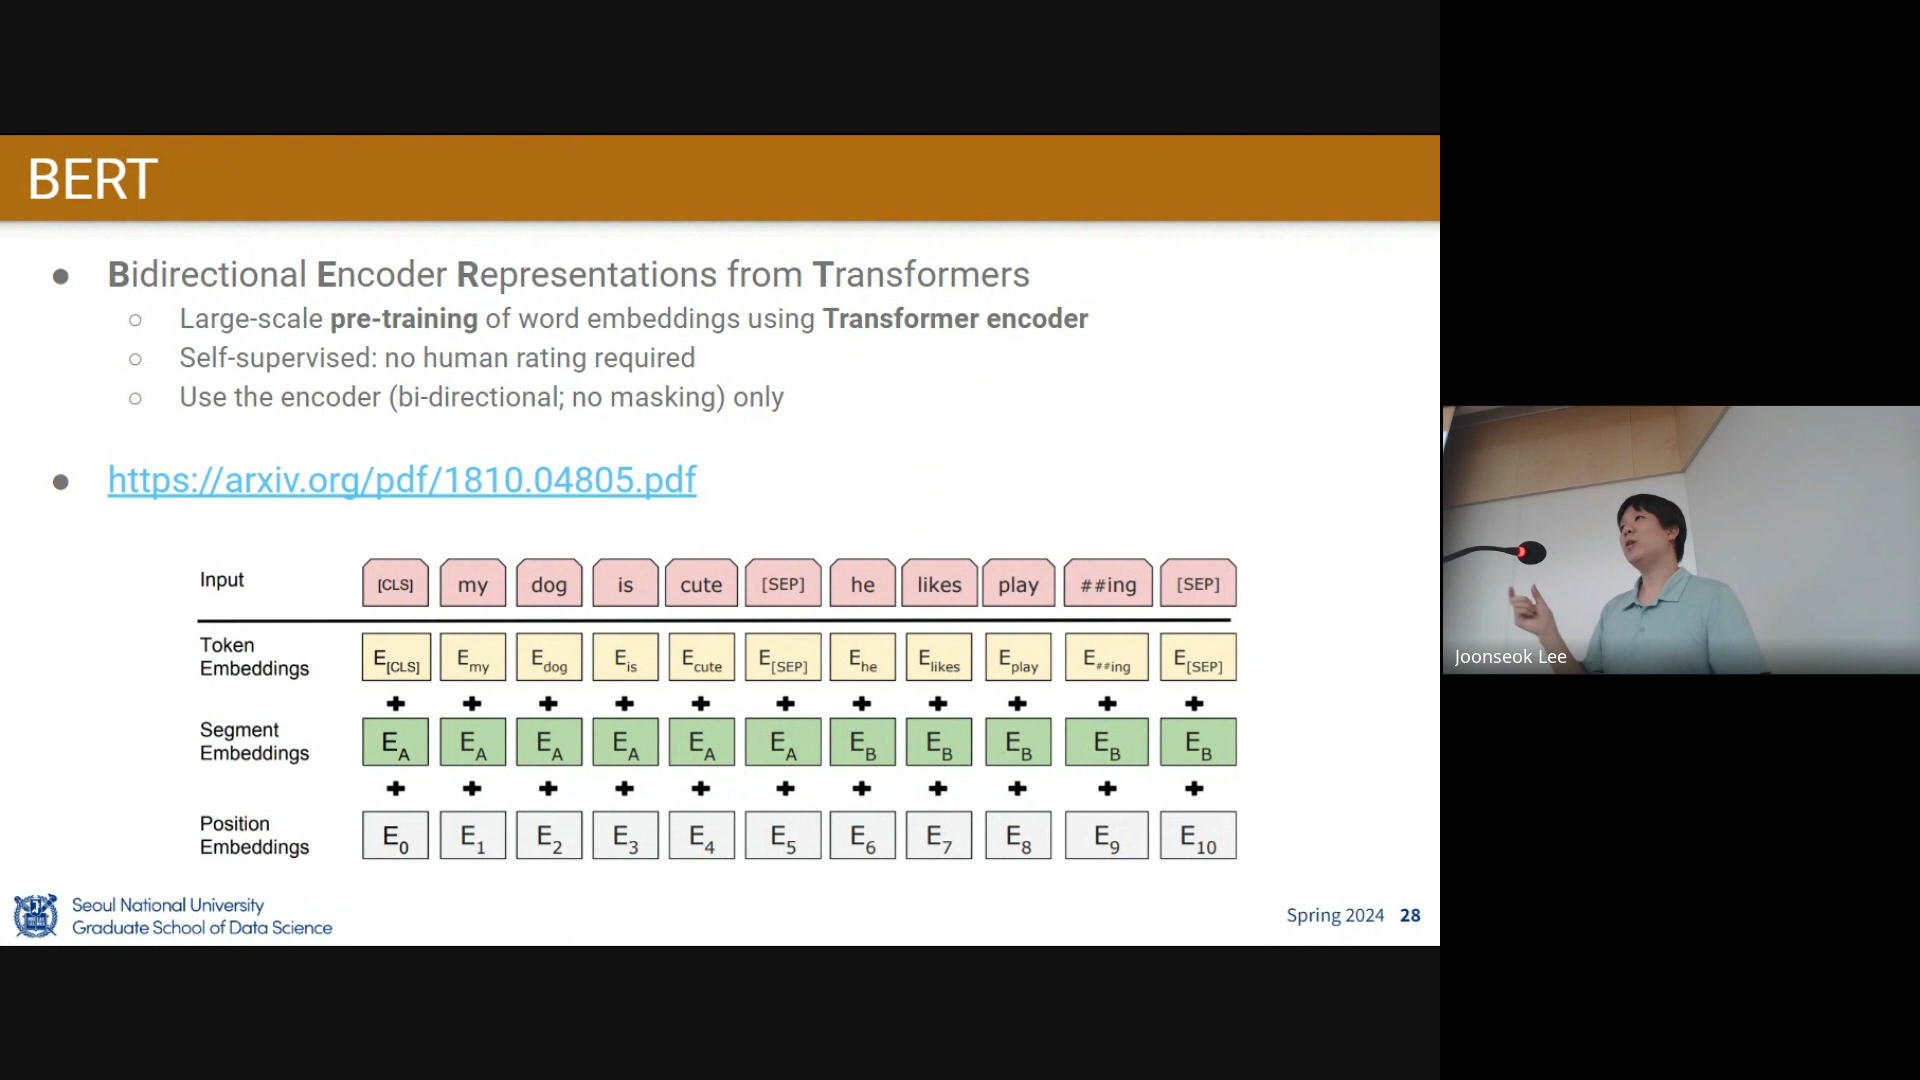 BERT
● Bidirectional Encoder Representations from Transformers
○ Large-scale pre-training of word embeddings using Transformer encoder
○ Self-supervised: no human rating required
○ Use the encoder (bi-directional; no masking) only
● https://arxiv.org/pdf/1810.04805.pdf
Input [CLS] my dog is cute [SEP] he likes play ##ing [SEP]
Token Embeddings E[CLS] Emy Edog Eis Ecute E[SEP] Ehe Elikes Eplay E##ing E[SEP]
+ + + + + + + + + + +
Segment Embeddings EA EA EA EA EA EA EB EB EB EB EB
+ + + + + + + + + + +
Position Embeddings E0 E1 E2 E3 E4 E5 E6 E7 E8 E9 E10
Seoul National University
Graduate School of Data Science
Spring 2024 28
Joonseok Lee